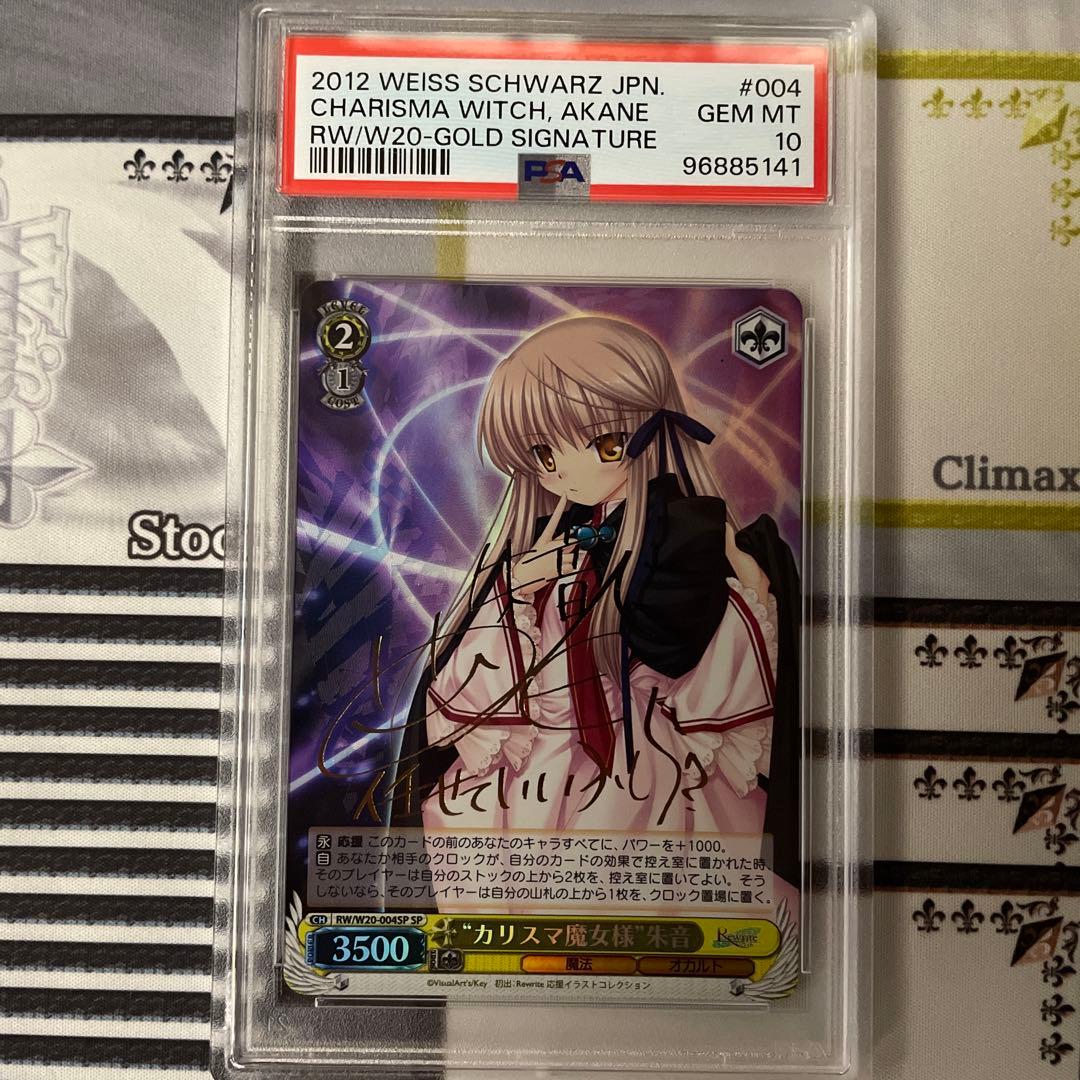 2012 WEISS SCHWARZ JPN. #004
CHARISMA WITCH, AKANE GEM MT
RW/W20-GOLD SIGNATURE 10
PSA 96885141
LEVEL
2
1
COST
Climax
Stoc
朱音
任せていいかしら?
永 応援 このカードの前のあなたのキャラすべてに、パワーを+1000。
自 あなたか相手のクロックが、自分のカードの効果で控え室に置かれた時、
そのプレイヤーは自分のストックの上から2枚を、控え室に置いてよい。そう
しないなら、そのプレイヤーは自分の山札の上から1枚を、クロック置場に置く。
CH RW/W20-004SP SP
POWER 3500 "カリスマ魔女様"朱音 Rewrite
SOUL 魔法 オカルト
©VisualArt's/Key 初出:Rewrite 応援イラストコレクション